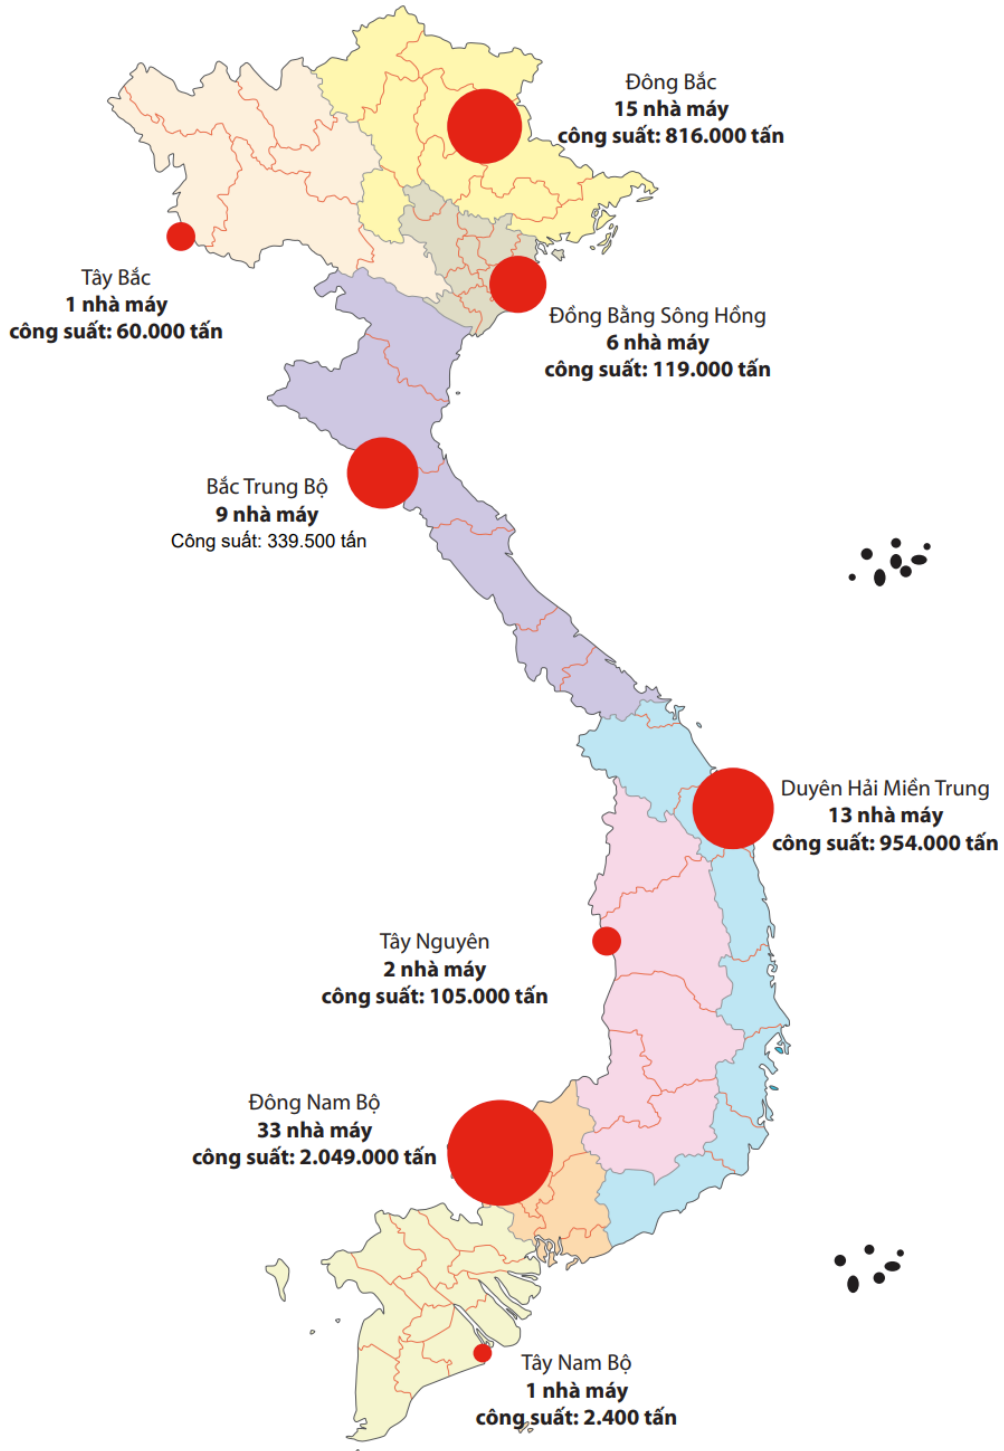 Đông Bắc
15 nhà máy
công suất: 816.000 tấn
Tây Bắc
1 nhà máy
công suất: 60.000 tấn
Đồng Bằng Sông Hồng
6 nhà máy
công suất: 119.000 tấn
Bắc Trung Bộ
9 nhà máy
Công suất: 339.500 tấn
Duyên Hải Miền Trung
13 nhà máy
công suất: 954.000 tấn
Tây Nguyên
2 nhà máy
công suất: 105.000 tấn
Đông Nam Bộ
33 nhà máy
công suất: 2.049.000 tấn
Tây Nam Bộ
1 nhà máy
công suất: 2.400 tấn